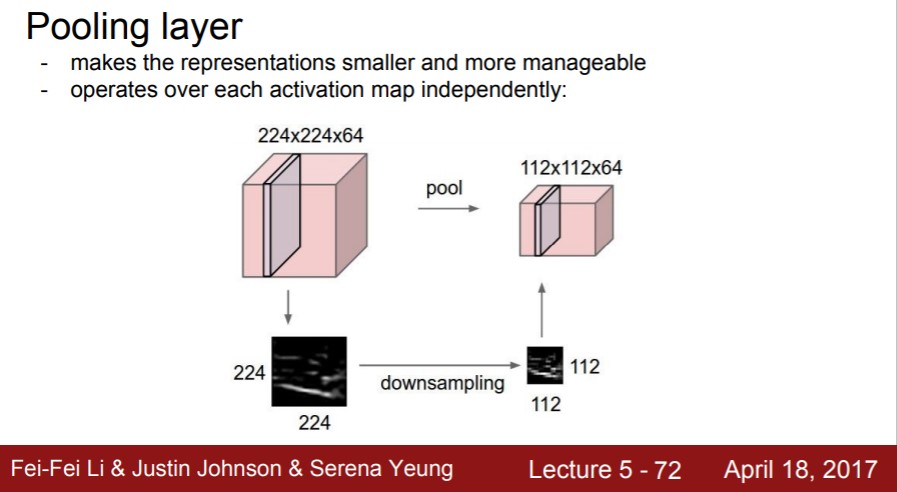 Pooling layer
- makes the representations smaller and more manageable
- operates over each activation map independently:
224x224x64
112x112x64
pool
224
downsampling
112
224
112
Fei-Fei Li & Justin Johnson & Serena Yeung
Lecture 5 - 72
April 18, 2017